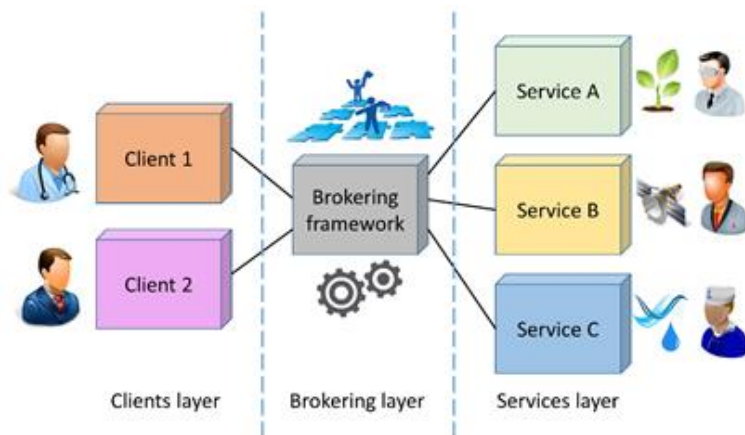 Client 1
Client 2
Brokering
framework
Service A
Service B
Service C
Clients layer
Brokering layer
Services layer